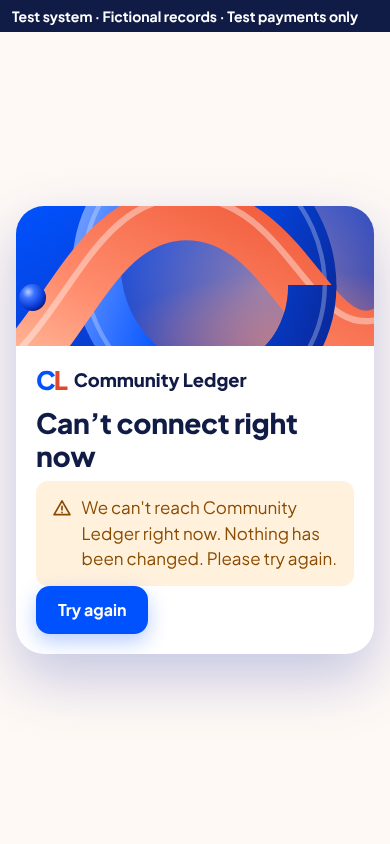 Test system · Fictional records · Test payments only
CL Community Ledger
Can’t connect right
now
We can't reach Community
Ledger right now. Nothing has
been changed. Please try again.
Try again